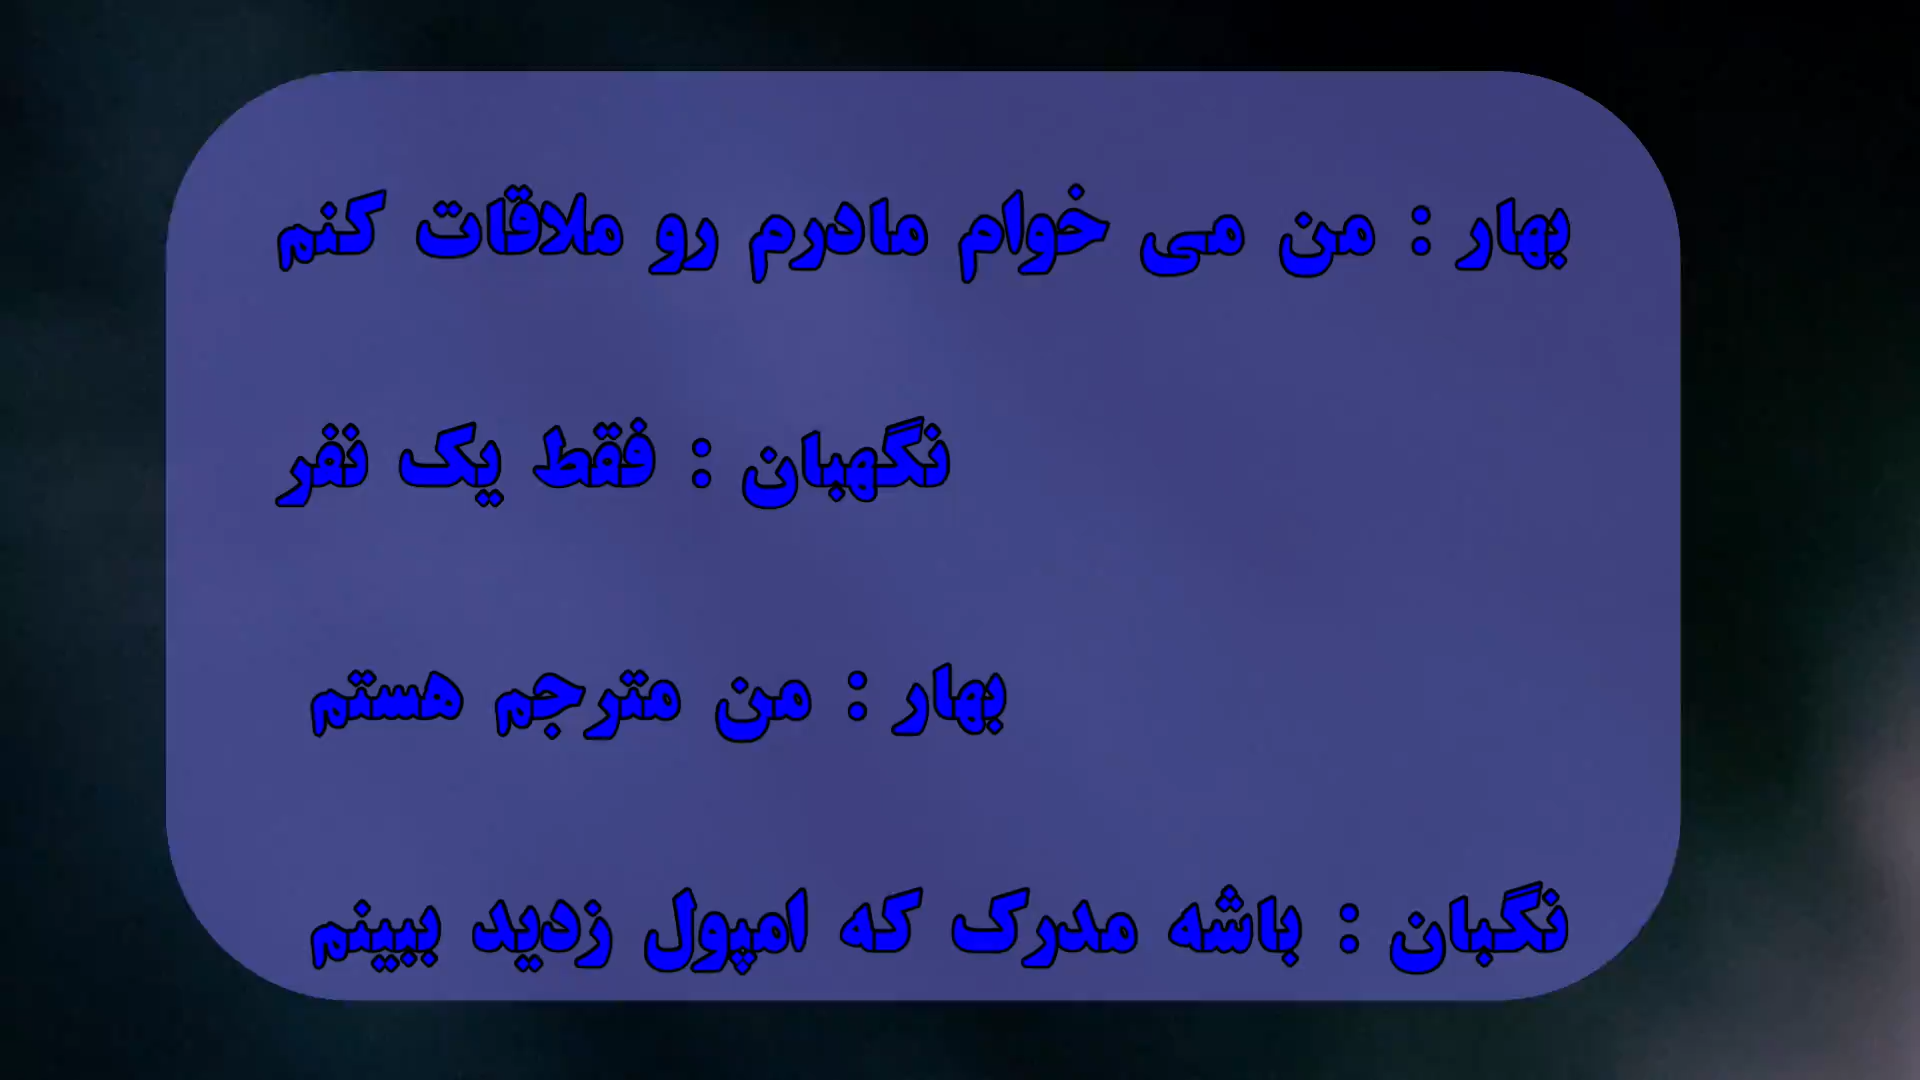 بهار : من می خوام مادرم رو ملاقات کنم
نگهبان : فقط یک نفر
بهار : من مترجم هستم
نگبان : باشه مدرک که امپول زدید ببینم